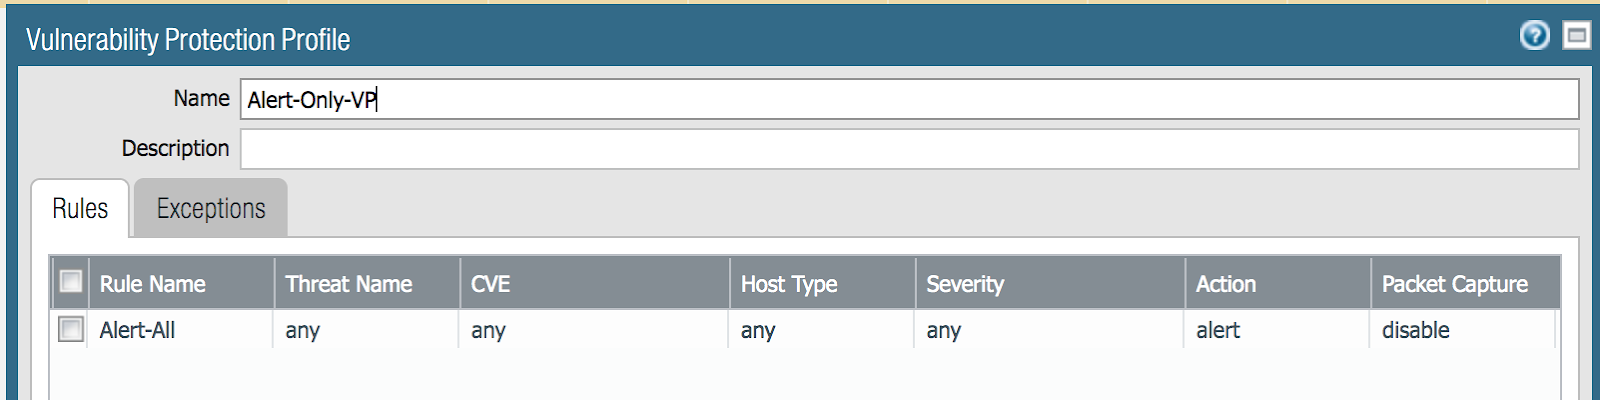 Vulnerability Protection Profile
Name Alert-Only-VP
Description
Rules Exceptions
Rule Name Threat Name CVE Host Type Severity Action Packet Capture
Alert-All any any any any alert disable